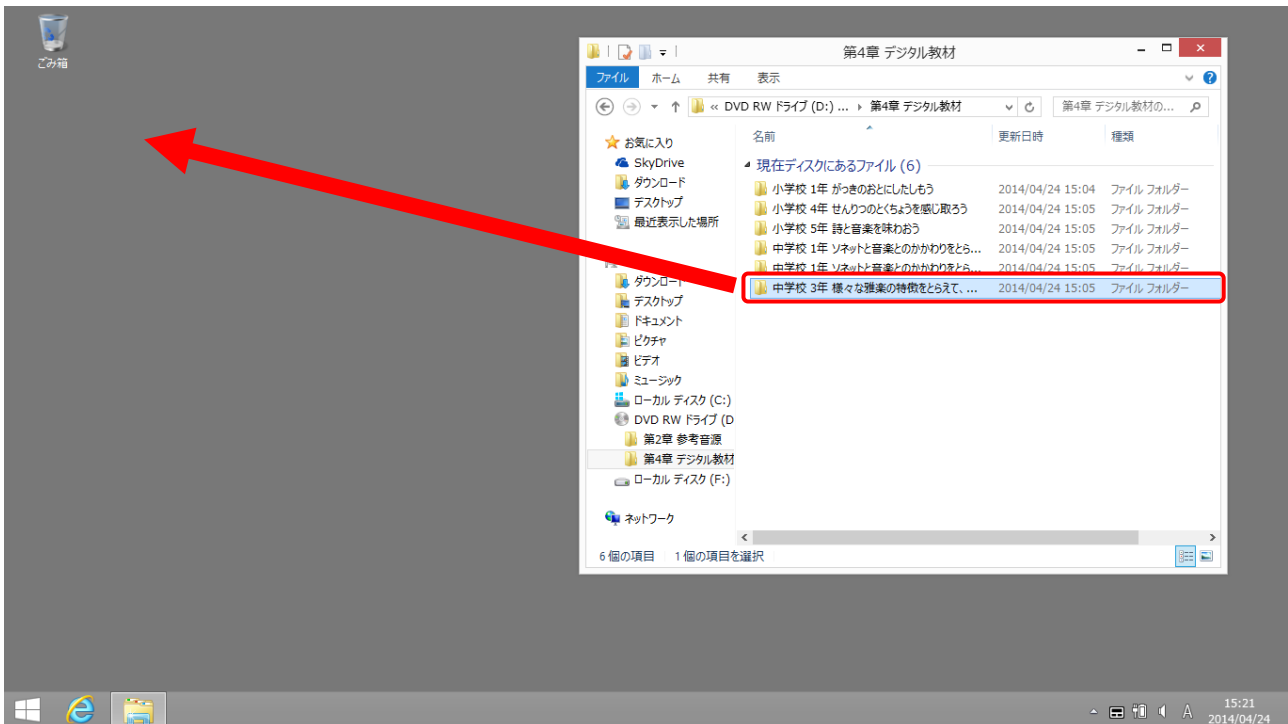 ごみ箱
第4章 デジタル教材
ファイル ホーム 共有 表示
« DVD RW ドライブ (D:) ... ▸ 第4章 デジタル教材
第4章 デジタル教材の...
お気に入り
SkyDrive
ダウンロード
デスクトップ
最近表示した場所
ダウンロード
デスクトップ
ドキュメント
ピクチャ
ビデオ
ミュージック
ローカル ディスク (C:)
DVD RW ドライブ (D
第2章 参考音源
第4章 デジタル教材
ローカル ディスク (F:)
ネットワーク
名前 更新日時 種類
現在ディスクにあるファイル (6)
小学校 1年 がっきのおとにしたしもう 2014/04/24 15:04 ファイル フォルダー
小学校 4年 せんりつのとくちょうを感じ取ろう 2014/04/24 15:05 ファイル フォルダー
小学校 5年 詩と音楽を味わおう 2014/04/24 15:05 ファイル フォルダー
中学校 1年 ソネットと音楽とのかかわりをとら... 2014/04/24 15:05 ファイル フォルダー
中学校 1年 ソネットと音楽とのかかわりをとら... 2014/04/24 15:05 ファイル フォルダー
中学校 3年 様々な雅楽の特徴をとらえて、... 2014/04/24 15:05 ファイル フォルダー
6 個の項目 1 個の項目を選択
A
15:21
2014/04/24